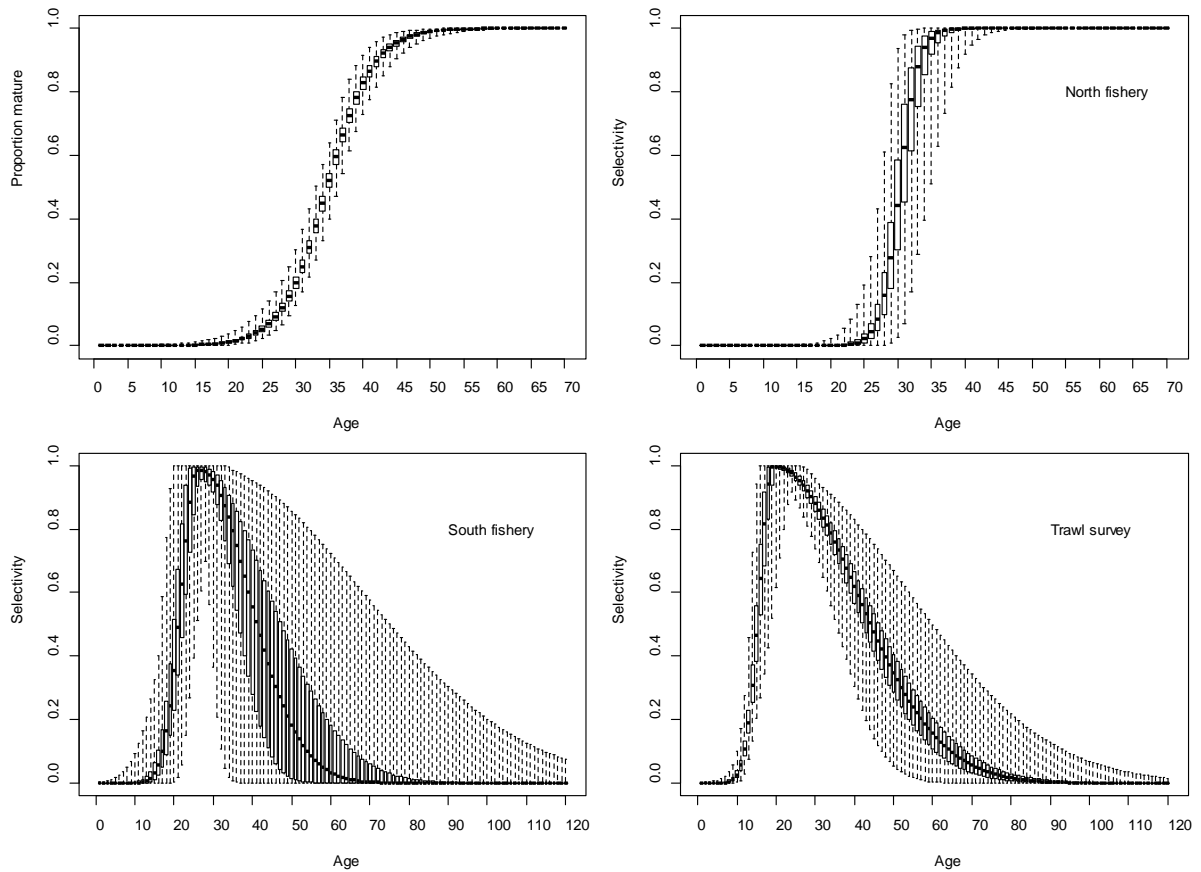 Proportion mature
0.0 0.2 0.4 0.6 0.8 1.0
0 5 10 15 20 25 30 35 40 45 50 55 60 65 70
Age
Selectivity
0.0 0.2 0.4 0.6 0.8 1.0
North fishery
0 5 10 15 20 25 30 35 40 45 50 55 60 65 70
Age
Selectivity
0.0 0.2 0.4 0.6 0.8 1.0
South fishery
0 10 20 30 40 50 60 70 80 90 100 110 120
Age
Selectivity
0.0 0.2 0.4 0.6 0.8 1.0
Trawl survey
0 10 20 30 40 50 60 70 80 90 100 110 120
Age